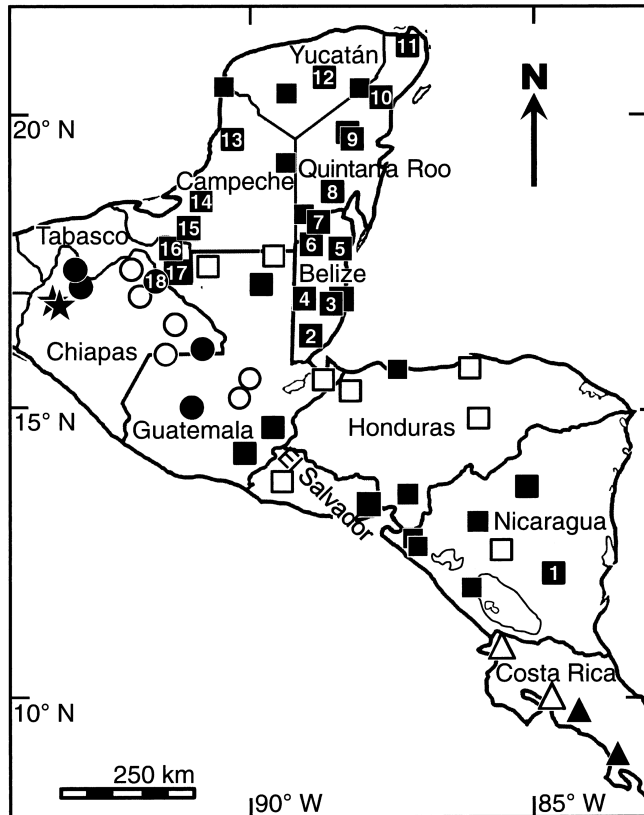 11
Yucatán
12
10
N
20° N
13
9
Quintana Roo
Campeche
8
14
7
15
Tabasco
16
6
5
17
18
Belize
4
3
2
Chiapas
15° N
Guatemala
Honduras
El Salvador
Nicaragua
1
Costa Rica
10° N
250 km
90° W
85° W